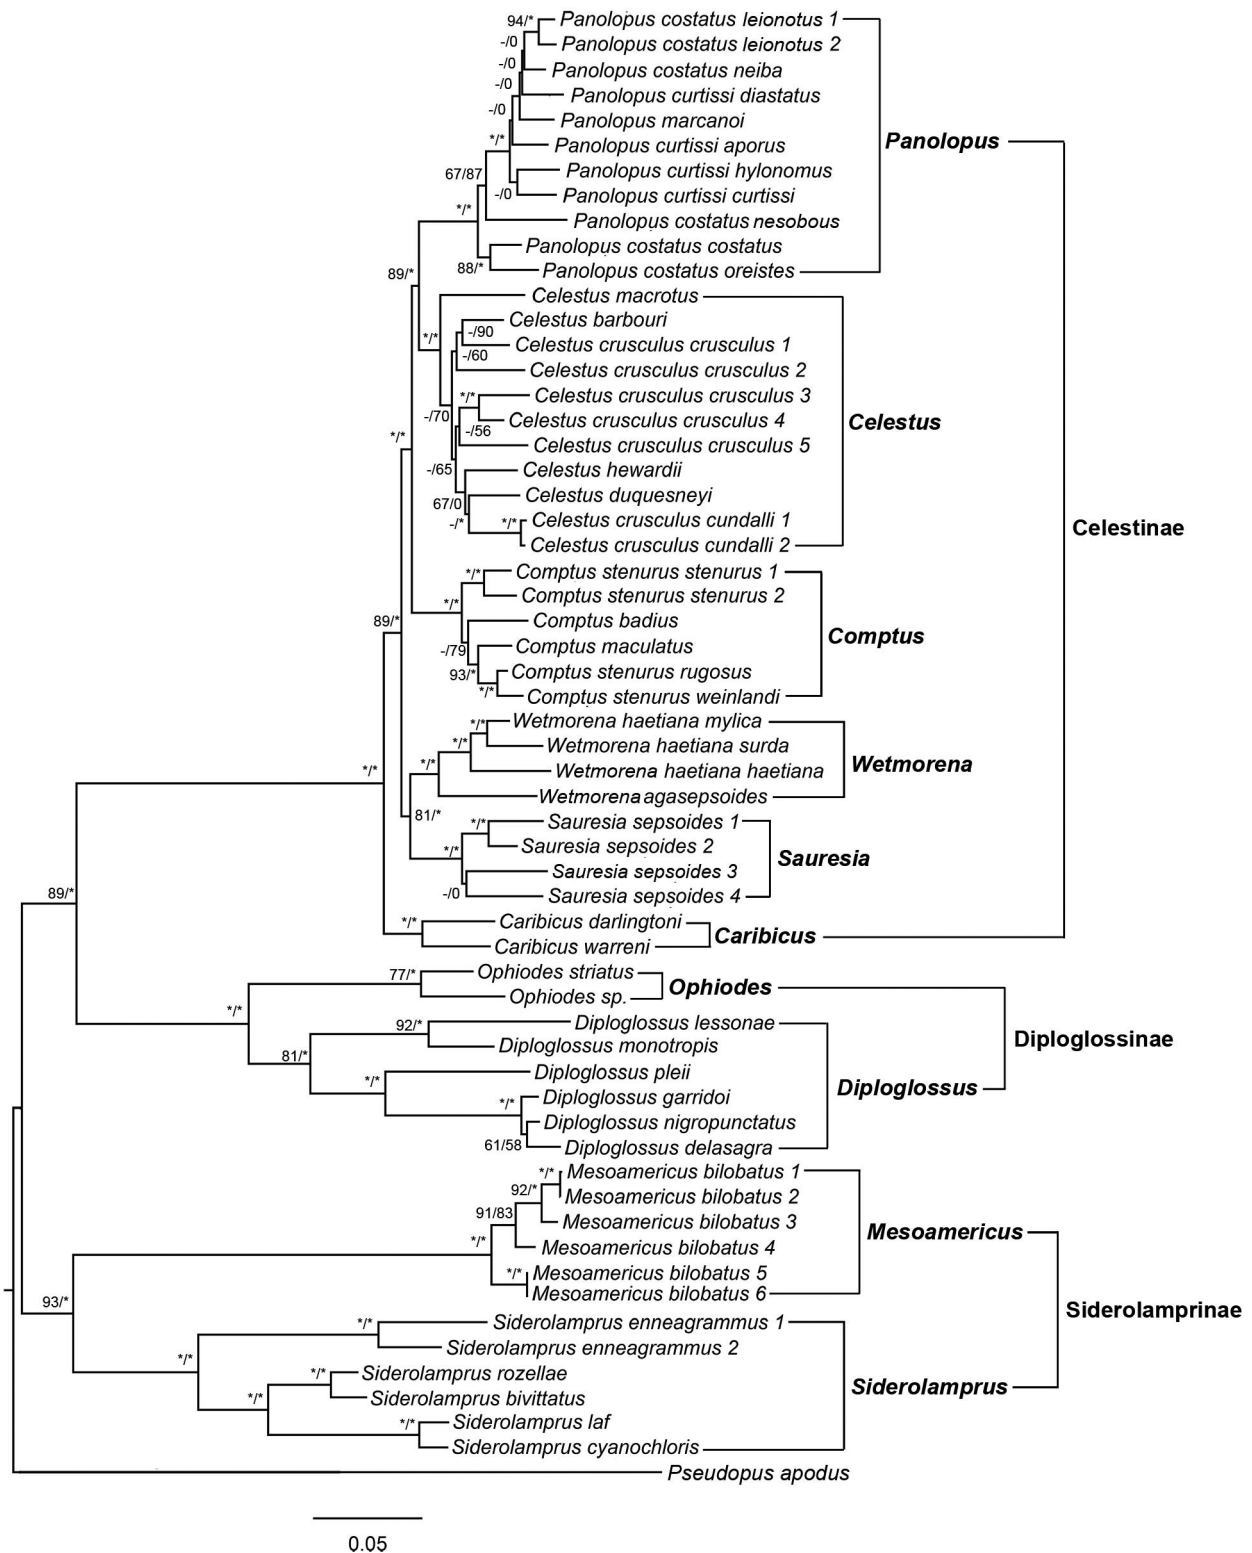 94/*
Panolopus costatus leionotus 1
-/0
Panolopus costatus leionotus 2
-/0
Panolopus costatus neiba
-/0
Panolopus curtissi diastatus
-/0
Panolopus marcanoi
*/*
Panolopus curtissi aporus
Panolopus
67/87
Panolopus curtissi hylonomus
-/0
Panolopus curtissi curtissi
*/*
Panolopus costatus nesobous
Panolopus costatus costatus
88/*
Panolopus costatus oreistes
89/*
Celestus macrotus
Celestus barbouri
*/*
-/90
Celestus crusculus crusculus 1
-/60
Celestus crusculus crusculus 2
*/*
Celestus crusculus crusculus 3
-/70
Celestus crusculus crusculus 4
Celestus
-/56
*/*
Celestus crusculus crusculus 5
-/65
Celestus hewardii
67/0
Celestus duquesneyi
-/*
*/*
Celestus crusculus cundalli 1
Celestinae
Celestus crusculus cundalli 2
*/*
Comptus stenurus stenurus 1
*/*
Comptus stenurus stenurus 2
89/*
Comptus badius
Comptus
-/79
Comptus maculatus
93/*
Comptus stenurus rugosus
*/*
Comptus stenurus weinlandi
*/*
Wetmorena haetiana mylica
*/*
Wetmorena haetiana surda
*/*
*/*
Wetmorena haetiana haetiana
Wetmorena
Wetmorena agasepsoides
81/*
*/*
Sauresia sepsoides 1
*/*
Sauresia sepsoides 2
Sauresia
Sauresia sepsoides 3
-/0
Sauresia sepsoides 4
89/*
*/*
Caribicus darlingtoni
Caribicus
Caribicus warreni
77/*
Ophiodes striatus
Ophiodes
Ophiodes sp.
*/*
92/*
Diploglossus lessonae
Diploglossinae
81/*
Diploglossus monotropis
*/*
Diploglossus pleii
Diploglossus
*/*
Diploglossus garridoi
Diploglossus nigropunctatus
61/58
Diploglossus delasagra
*/*
Mesoamericus bilobatus 1
92/*
Mesoamericus bilobatus 2
91/83
Mesoamericus bilobatus 3
Mesoamericus
*/*
Mesoamericus bilobatus 4
*/*
Mesoamericus bilobatus 5
Mesoamericus bilobatus 6
93/*
Siderolamprinae
*/*
Siderolamprus enneagrammus 1
*/*
Siderolamprus enneagrammus 2
*/*
Siderolamprus rozellae
Siderolamprus
*/*
Siderolamprus bivittatus
*/*
Siderolamprus laf
Siderolamprus cyanochloris
Pseudopus apodus
0.05